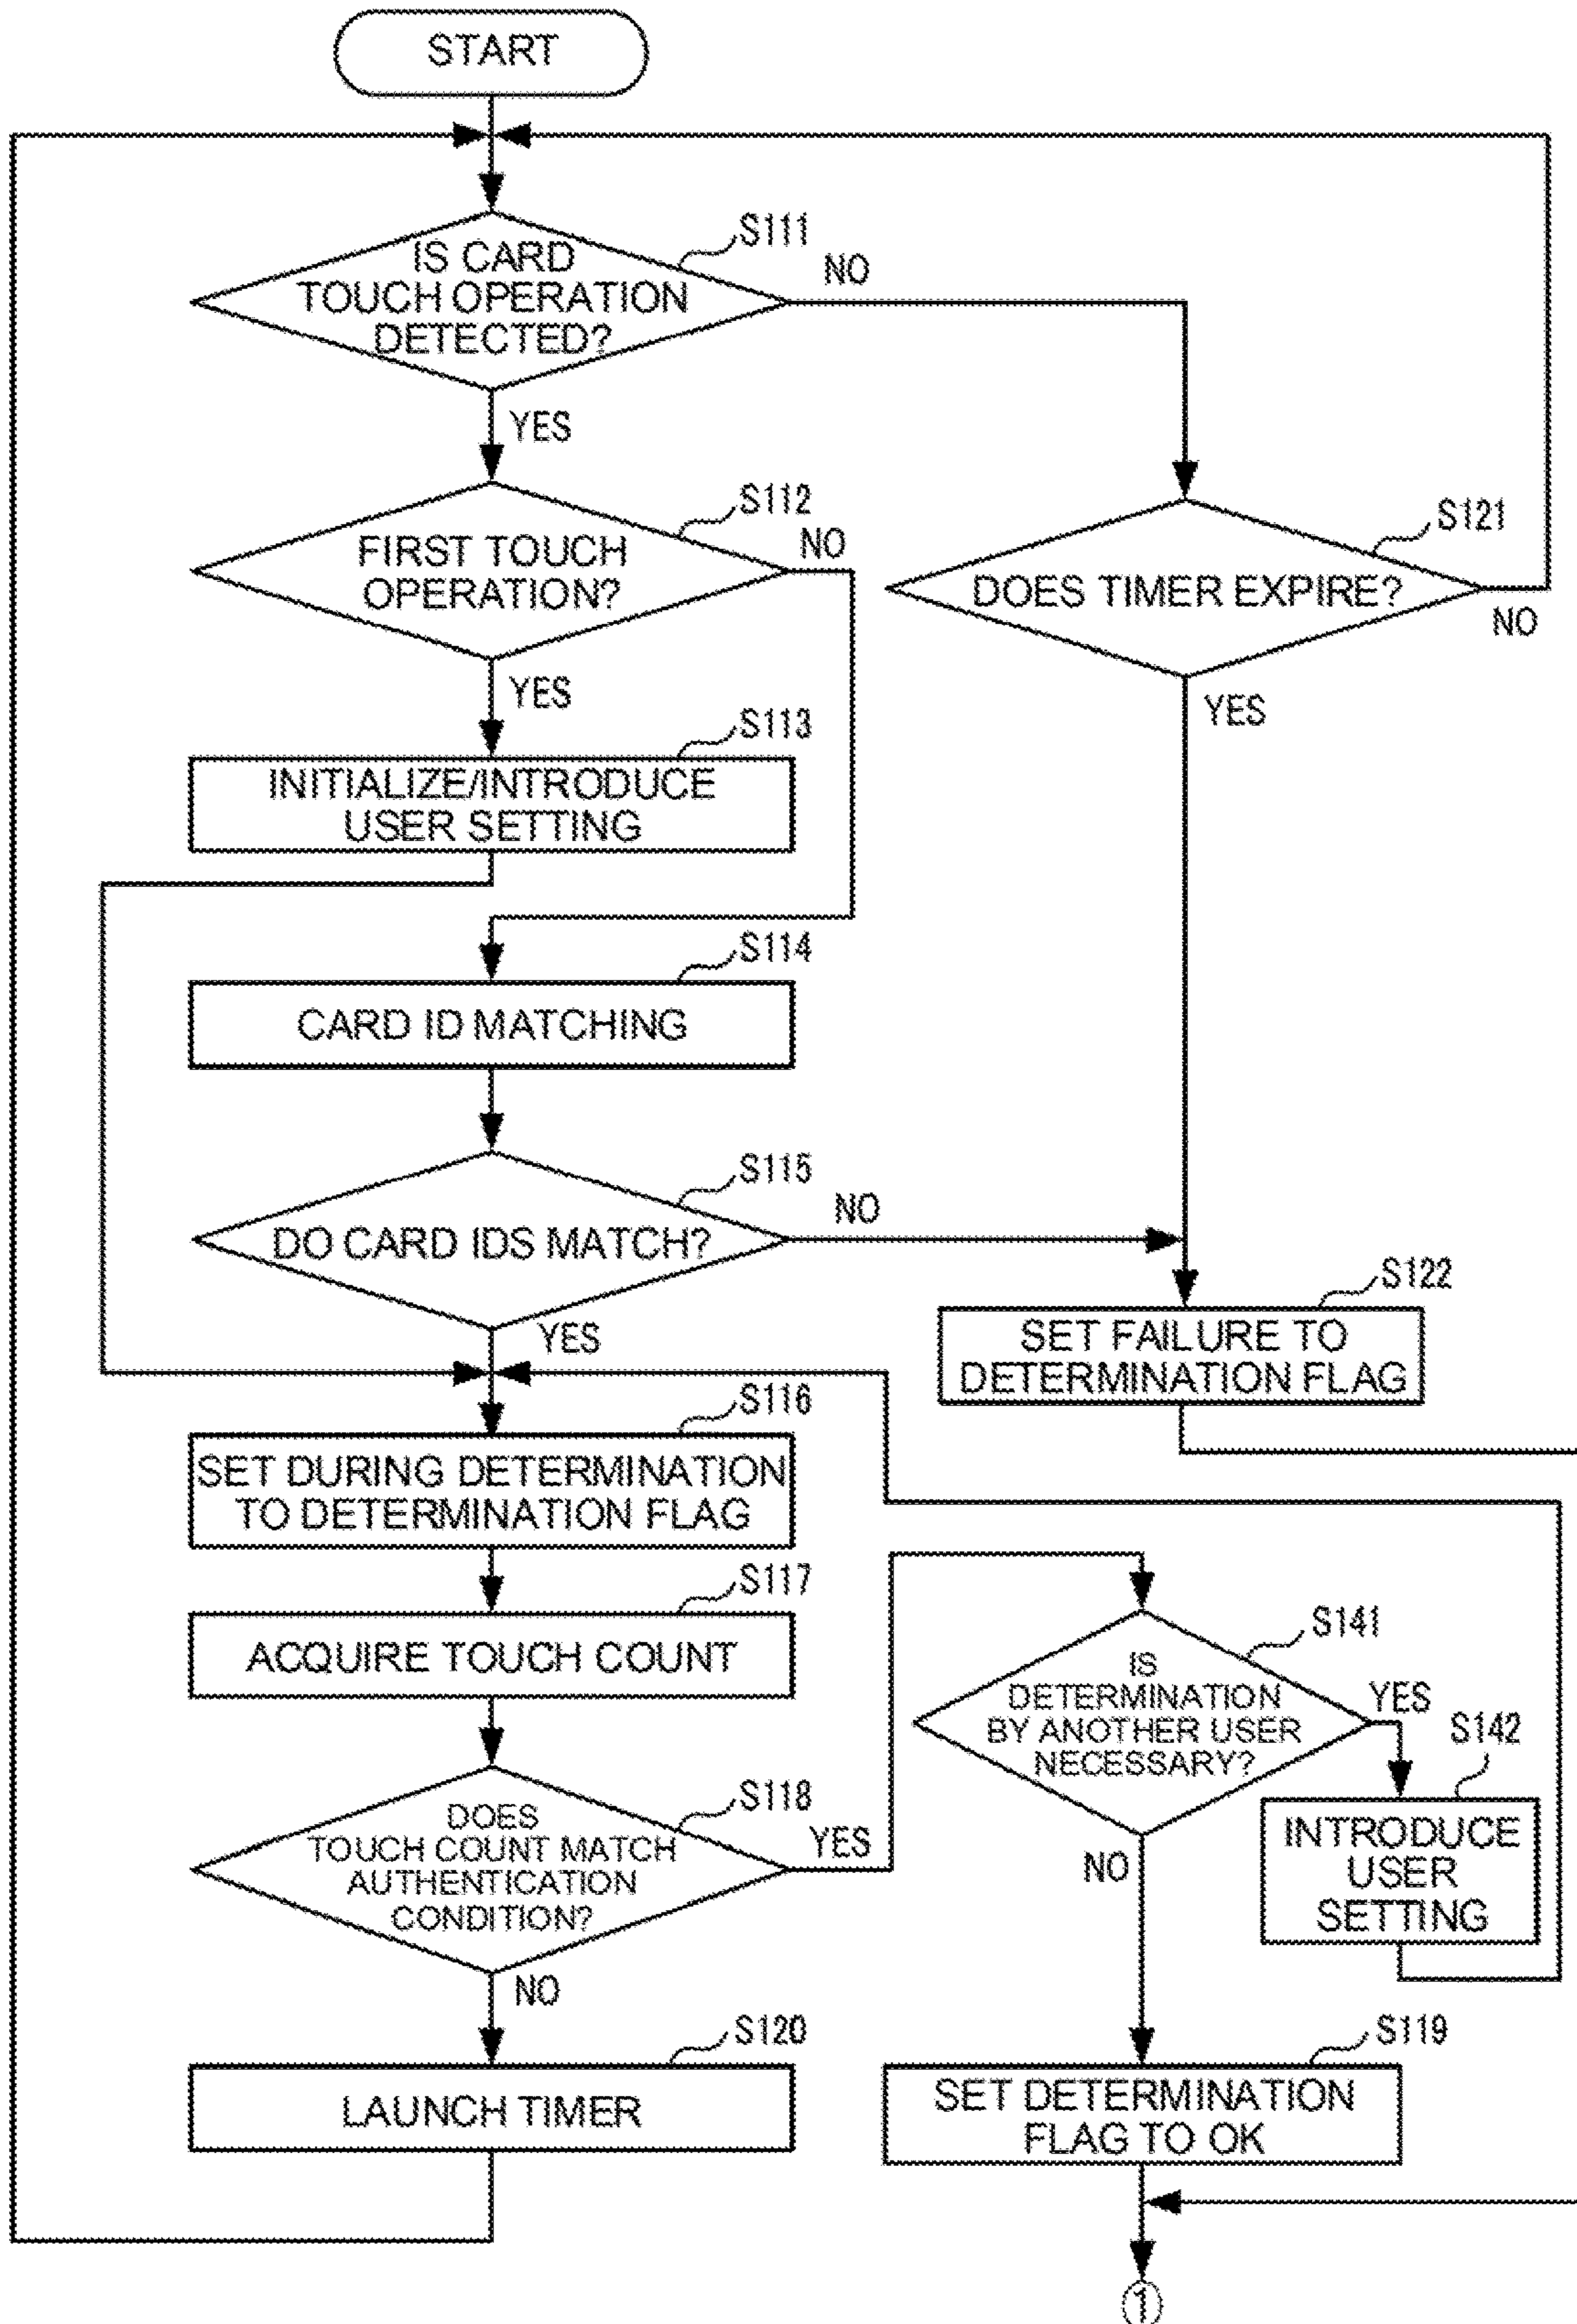 START
S111
IS CARD
TOUCH OPERATION
DETECTED?
NO
YES
S112
FIRST TOUCH
OPERATION?
NO
YES
S121
DOES TIMER EXPIRE?
NO
YES
S113
INITIALIZE/INTRODUCE
USER SETTING
S114
CARD ID MATCHING
S115
DO CARD IDS MATCH?
NO
YES
S122
SET FAILURE TO
DETERMINATION FLAG
S116
SET DURING DETERMINATION
TO DETERMINATION FLAG
S117
ACQUIRE TOUCH COUNT
S118
DOES
TOUCH COUNT MATCH
AUTHENTICATION
CONDITION?
YES
NO
S141
IS
DETERMINATION
BY ANOTHER USER
NECESSARY?
YES
NO
S142
INTRODUCE
USER
SETTING
S120
LAUNCH TIMER
S119
SET DETERMINATION
FLAG TO OK
1